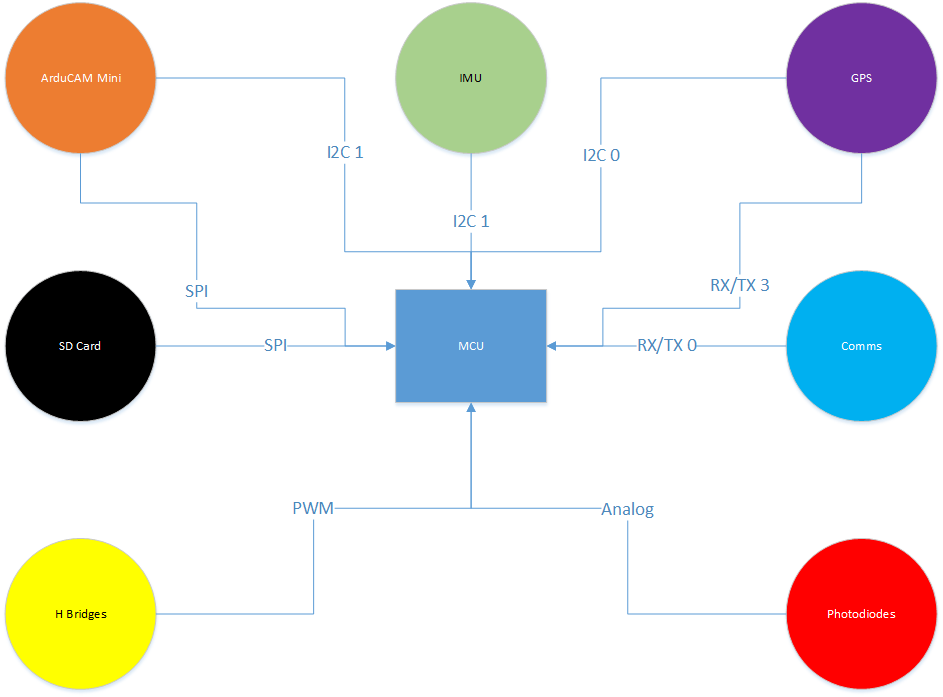 ArduCAM Mini
IMU
GPS
I2C 1
I2C 0
I2C 1
SPI
RX/TX 3
SD Card
SPI
MCU
RX/TX 0
Comms
PWM
Analog
H Bridges
Photodiodes